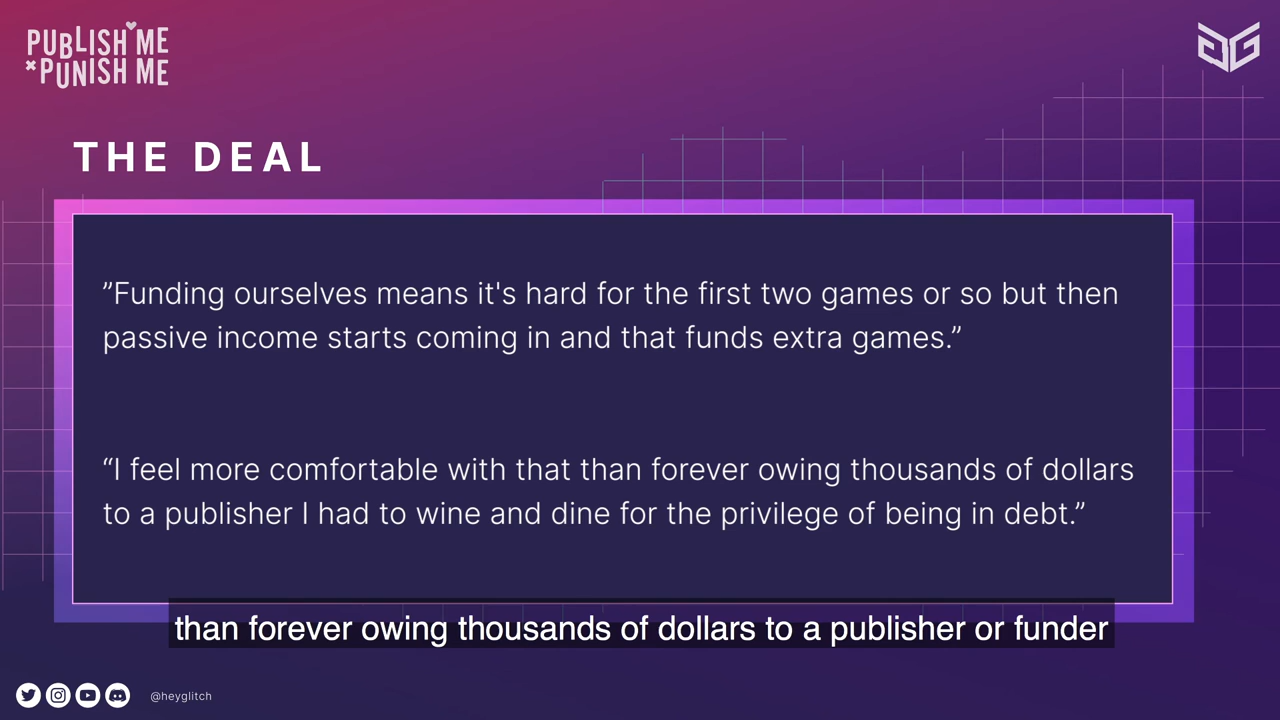 PUBLISH ME
PUNISH ME
THE DEAL
”Funding ourselves means it's hard for the first two games or so but then
passive income starts coming in and that funds extra games.”
“I feel more comfortable with that than forever owing thousands of dollars
to a publisher I had to wine and dine for the privilege of being in debt.”
than forever owing thousands of dollars to a publisher or funder
@heyglitch